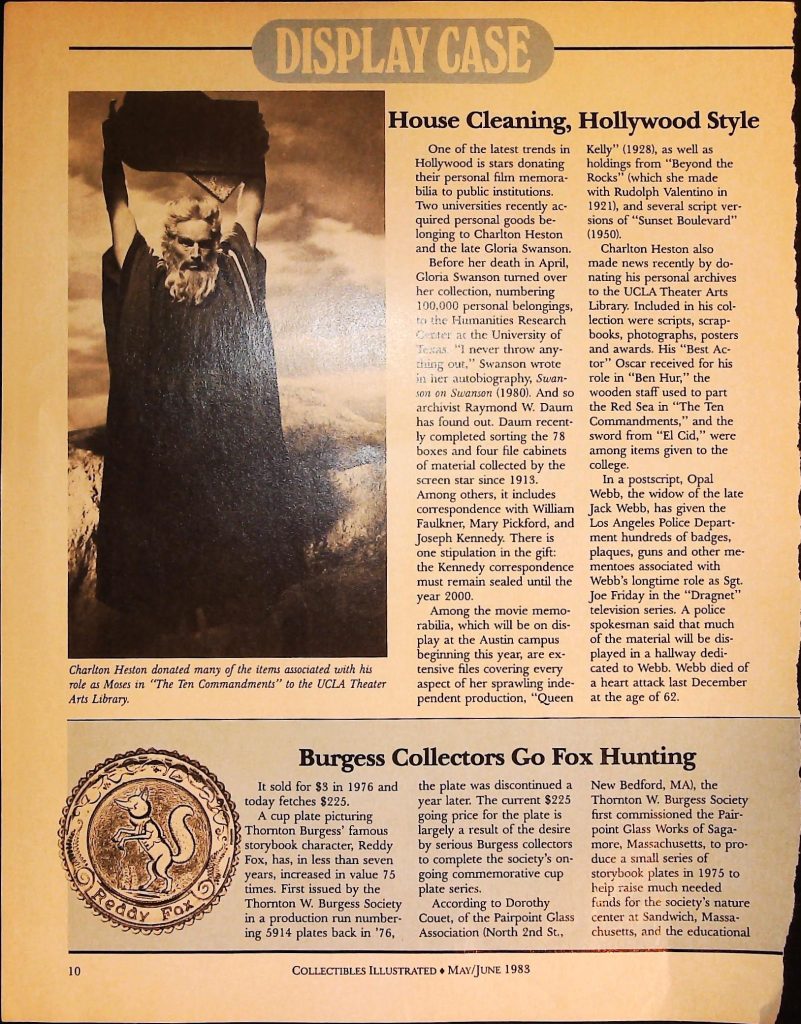 DISPLAY CASE
House Cleaning, Hollywood Style
One of the latest trends in
Hollywood is stars donating
their personal film memora-
bilia to public institutions.
Two universities recently ac-
quired personal goods be-
longing to Charlton Heston
and the late Gloria Swanson.
Before her death in April,
Gloria Swanson turned over
her collection, numbering
100,000 personal belongings,
to the Humanities Research
Center at the University of
Texas. "I never throw any-
thing out," Swanson wrote
in her autobiography, Swan-
son on Swanson (1980). And so
archivist Raymond W. Daum
has found out. Daum recent-
ly completed sorting the 78
boxes and four file cabinets
of material collected by the
screen star since 1913.
Among others, it includes
correspondence with William
Faulkner, Mary Pickford, and
Joseph Kennedy. There is
one stipulation in the gift:
the Kennedy correspondence
must remain sealed until the
year 2000.
Among the movie memo-
rabilia, which will be on dis-
play at the Austin campus
beginning this year, are ex-
tensive files covering every
aspect of her sprawling inde-
pendent production, "Queen
Kelly" (1928), as well as
holdings from "Beyond the
Rocks" (which she made
with Rudolph Valentino in
1921), and several script ver-
sions of "Sunset Boulevard"
(1950).
Charlton Heston also
made news recently by do-
nating his personal archives
to the UCLA Theater Arts
Library. Included in his col-
lection were scripts, scrap-
books, photographs, posters
and awards. His "Best Ac-
tor" Oscar received for his
role in "Ben Hur," the
wooden staff used to part
the Red Sea in "The Ten
Commandments," and the
sword from "El Cid," were
among items given to the
college.
In a postscript, Opal
Webb, the widow of the late
Jack Webb, has given the
Los Angeles Police Depart-
ment hundreds of badges,
plaques, guns and other me-
mentoes associated with
Webb's longtime role as Sgt.
Joe Friday in the "Dragnet"
television series. A police
spokesman said that much
of the material will be dis-
played in a hallway dedi-
cated to Webb. Webb died of
a heart attack last December
at the age of 62.
Charlton Heston donated many of the items associated with his
role as Moses in "The Ten Commandments" to the UCLA Theater
Arts Library.
Burgess Collectors Go Fox Hunting
Reddy Fox
It sold for $3 in 1976 and
today fetches $225.
A cup plate picturing
Thornton Burgess' famous
storybook character, Reddy
Fox, has, in less than seven
years, increased in value 75
times. First issued by the
Thornton W. Burgess Society
in a production run number-
ing 5914 plates back in '76,
the plate was discontinued a
year later. The current $225
going price for the plate is
largely a result of the desire
by serious Burgess collectors
to complete the society's on-
going commemorative cup
plate series.
According to Dorothy
Couet, of the Pairpoint Glass
Association (North 2nd St.,
New Bedford, MA), the
Thornton W. Burgess Society
first commissioned the Pair-
point Glass Works of Saga-
more, Massachusetts, to pro-
duce a small series of
storybook plates in 1975 to
help raise much needed
funds for the society's nature
center at Sandwich, Massa-
chusetts, and the educational
10
COLLECTIBLES ILLUSTRATED ♦ MAY/JUNE 1983